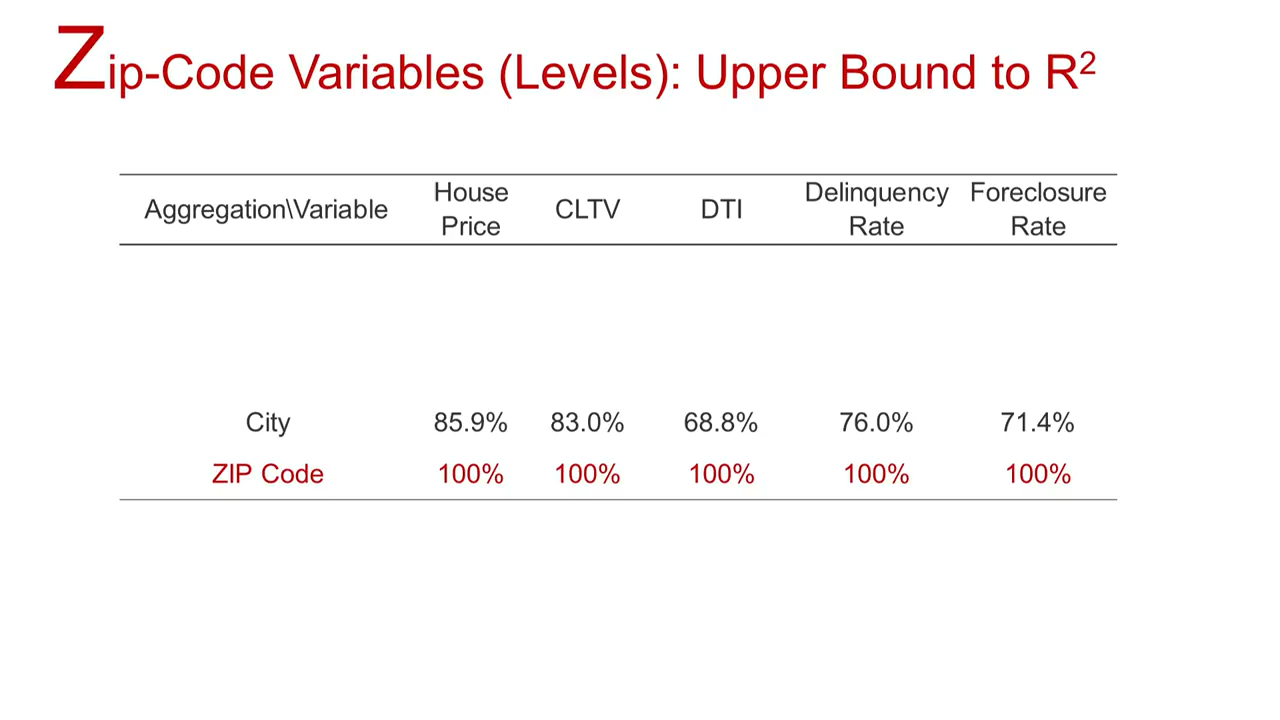 Zip-Code Variables (Levels): Upper Bound to R²
Aggregation\Variable House Price CLTV DTI Delinquency Rate Foreclosure Rate
City 85.9% 83.0% 68.8% 76.0% 71.4%
ZIP Code 100% 100% 100% 100% 100%